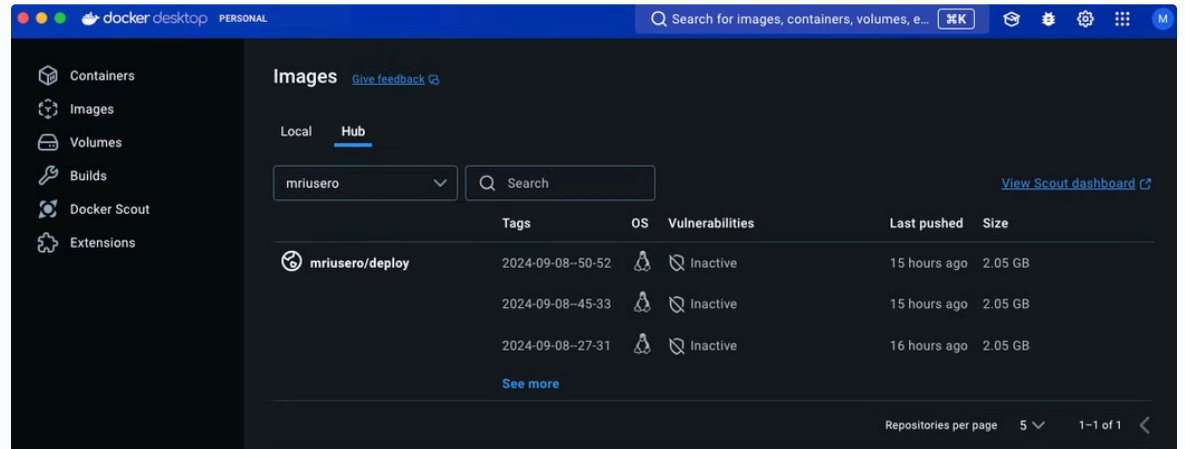 docker desktop PERSONAL
Search for images, containers, volumes, e... ⌘K
M
Containers
Images
Volumes
Builds
Docker Scout
Extensions
Images Give feedback
Local Hub
mriusero Search View Scout dashboard
Tags OS Vulnerabilities Last pushed Size
mriusero/deploy 2024-09-08--50-52 Inactive 15 hours ago 2.05 GB
2024-09-08--45-33 Inactive 15 hours ago 2.05 GB
2024-09-08--27-31 Inactive 16 hours ago 2.05 GB
See more
Repositories per page 5 1–1 of 1